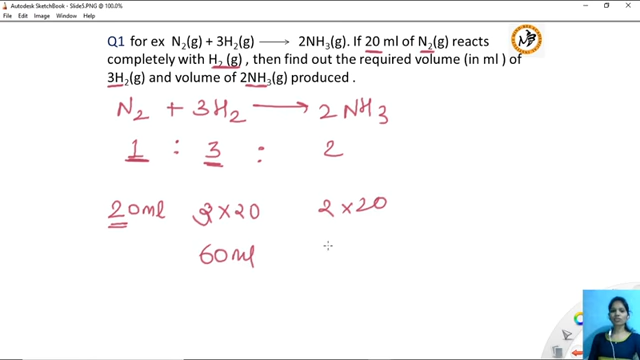 Autodesk SketchBook - Slide5.PNG @ 100.0%
File Edit Window Help
Q1 for ex N₂(g) + 3H₂(g) ⟶ 2NH₃(g). If 20 ml of N₂(g) reacts
completely with H₂ (g) , then find out the required volume (in ml ) of
3H₂(g) and volume of 2NH₃(g) produced .
N₂ + 3H₂ ⟶ 2 NH₃
1 : 3 : 2
20ml 3 × 20 2 × 20
60ml